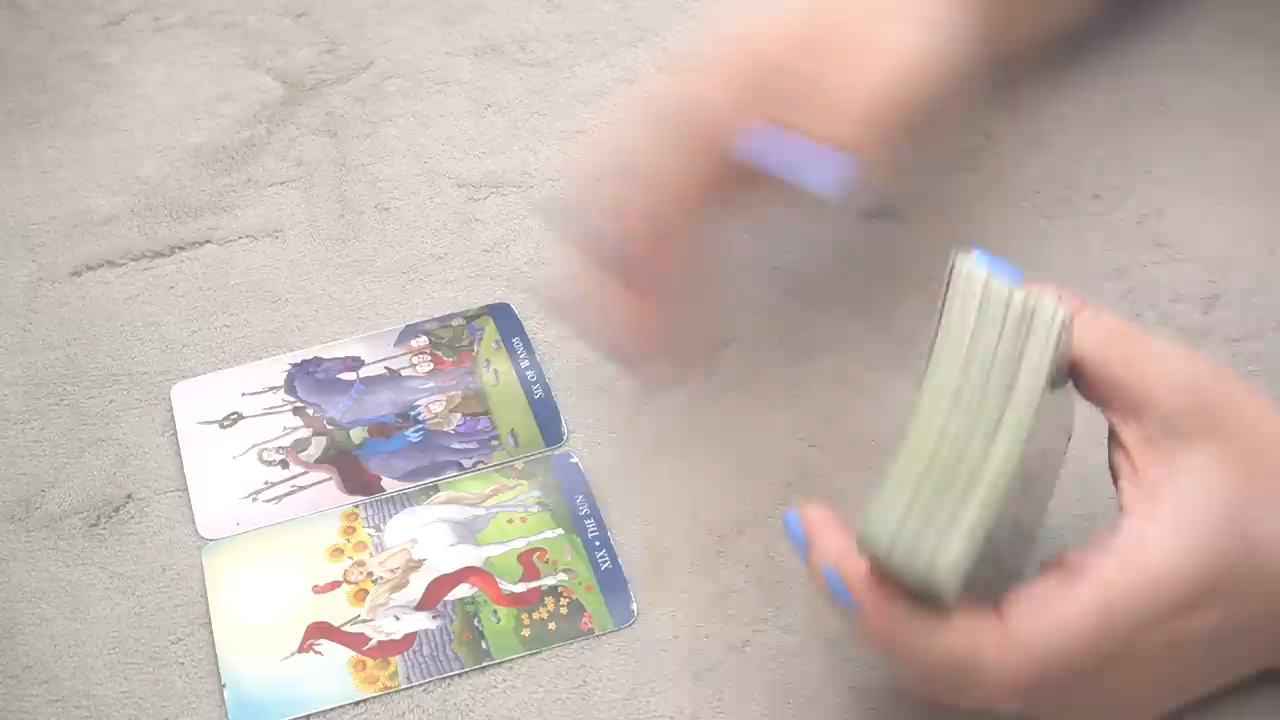 SIX OF WANDS
XIX • THE SUN